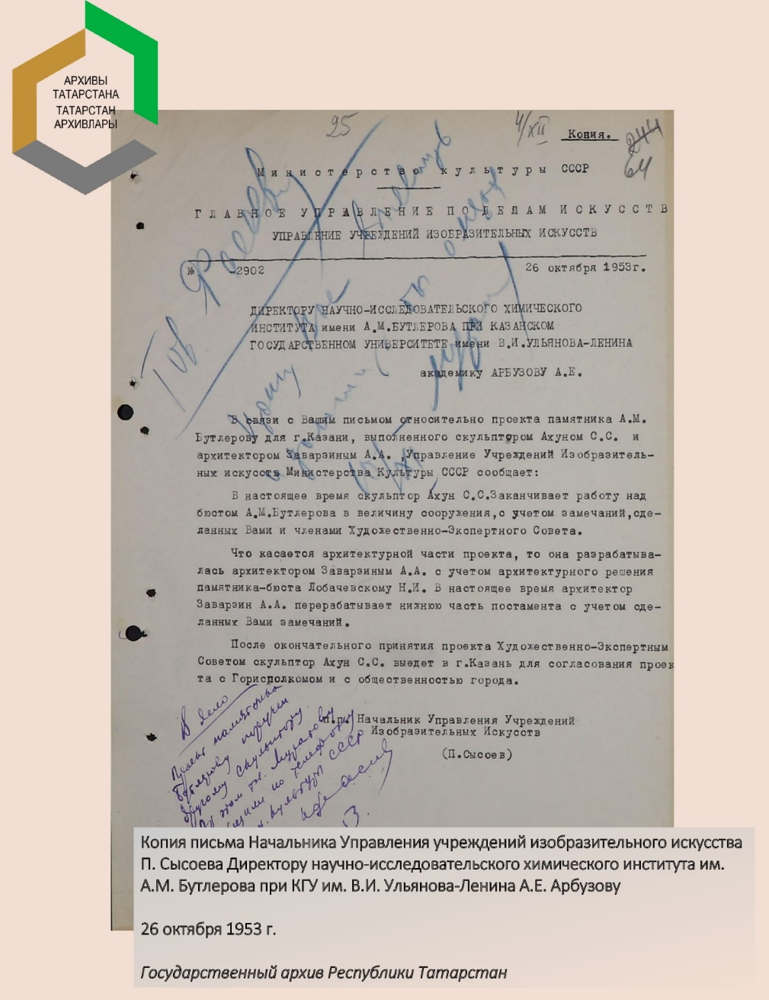 АРХИВЫ
ТАТАРСТАНА
ТАТАРСТАН
АРХИВЛАРЫ
25
4/XII
Копия.
244
64
Министерство культуры СССР
ГЛАВНОЕ УПРАВЛЕНИЕ ПО ДЕЛАМ ИСКУССТВ
УПРАВЛЕНИЕ УЧРЕЖДЕНИЙ ИЗОБРАЗИТЕЛЬНЫХ ИСКУССТВ
№ -2902 26 октября 1953г.
ДИРЕКТОРУ НАУЧНО-ИССЛЕДОВАТЕЛЬСКОГО ХИМИЧЕСКОГО
ИНСТИТУТА имени А.М.БУТЛЕРОВА ПРИ КАЗАНСКОМ
ГОСУДАРСТВЕННОМ УНИВЕРСИТЕТЕ имени В.И.УЛЬЯНОВА-ЛЕНИНА
академику АРБУЗОВУ А.Е.
Тов
В связи с Вашим письмом относительно проекта памятника А.М.
Бутлерову для г.Казани, выполненного скульптором Ахуном С.С. и
архитектором Заварзиным А.А. ,Управление Учреждений Изобразитель-
ных искусств Министерства Культуры СССР сообщает:
В настоящее время скульптор Ахун С.С.Заканчивает работу над
бюстом А.М.Бутлерова в величину сооружения,с учетом замечаний,сде-
ланных Вами и членами Художественно-Экспертного Совета.
Что касается архитектурной части проекта, то она разрабатыва-
лась архитектором Заварзиным А.А. с учетом архитектурного решения
памятника-бюста Лобачевскому Н.И. В настоящее время архитектор
Заварзин А.А. перерабатывает нижнюю часть постамента с учетом сде-
ланных Вами замечаний.
После окончательного принятия проекта Художественно-Экспертным
Советом скульптор Ахун С.С. выедет в г.Казань для согласования проек
та с Горисполкомом и с общественностью города.
п.п. Начальник Управления Учреждений
Изобразительных Искусств
(П.Сысоев)
В дело
Проект памятника
Бутлерову поручен
другому скульптору.
Об этом тов. Муратову
по телефону
культуры СССР
Копия письма Начальника Управления учреждений изобразительного искусства
П. Сысоева Директору научно-исследовательского химического института им.
А.М. Бутлерова при КГУ им. В.И. Ульянова-Ленина А.Е. Арбузову
26 октября 1953 г.
Государственный архив Республики Татарстан